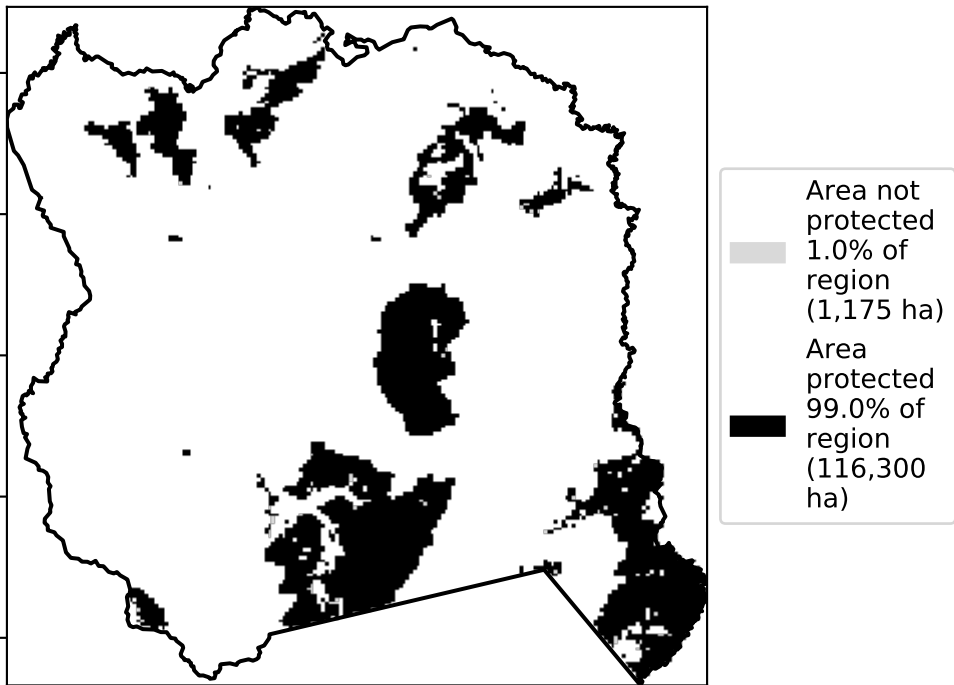 Area not
protected
1.0% of
region
(1,175 ha)
Area
protected
99.0% of
region
(116,300
ha)